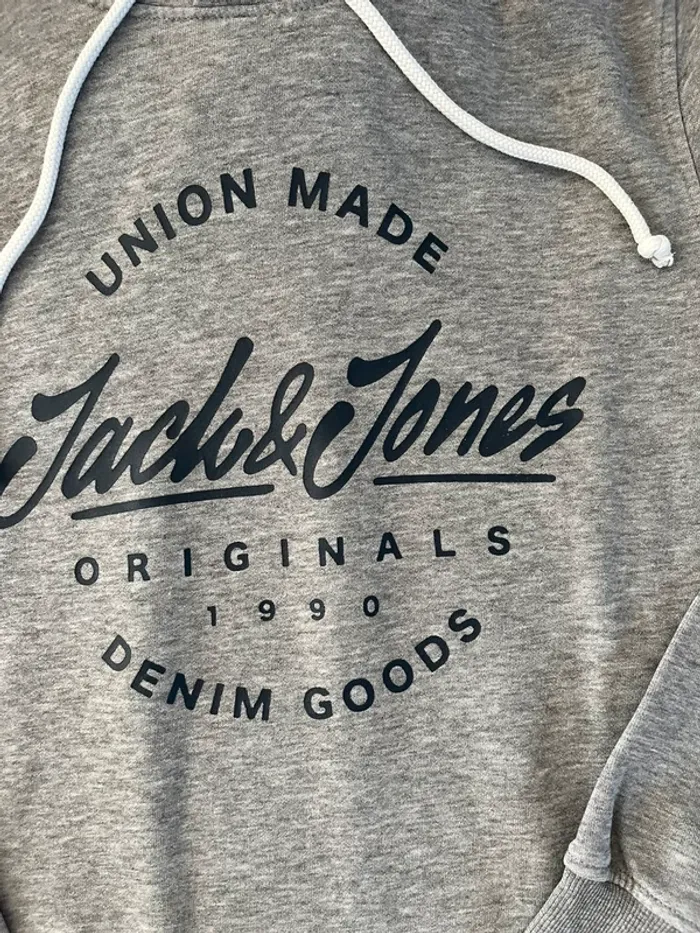 UNION MADE
Jack&Jones
ORIGINALS
1990
DENIM GOODS